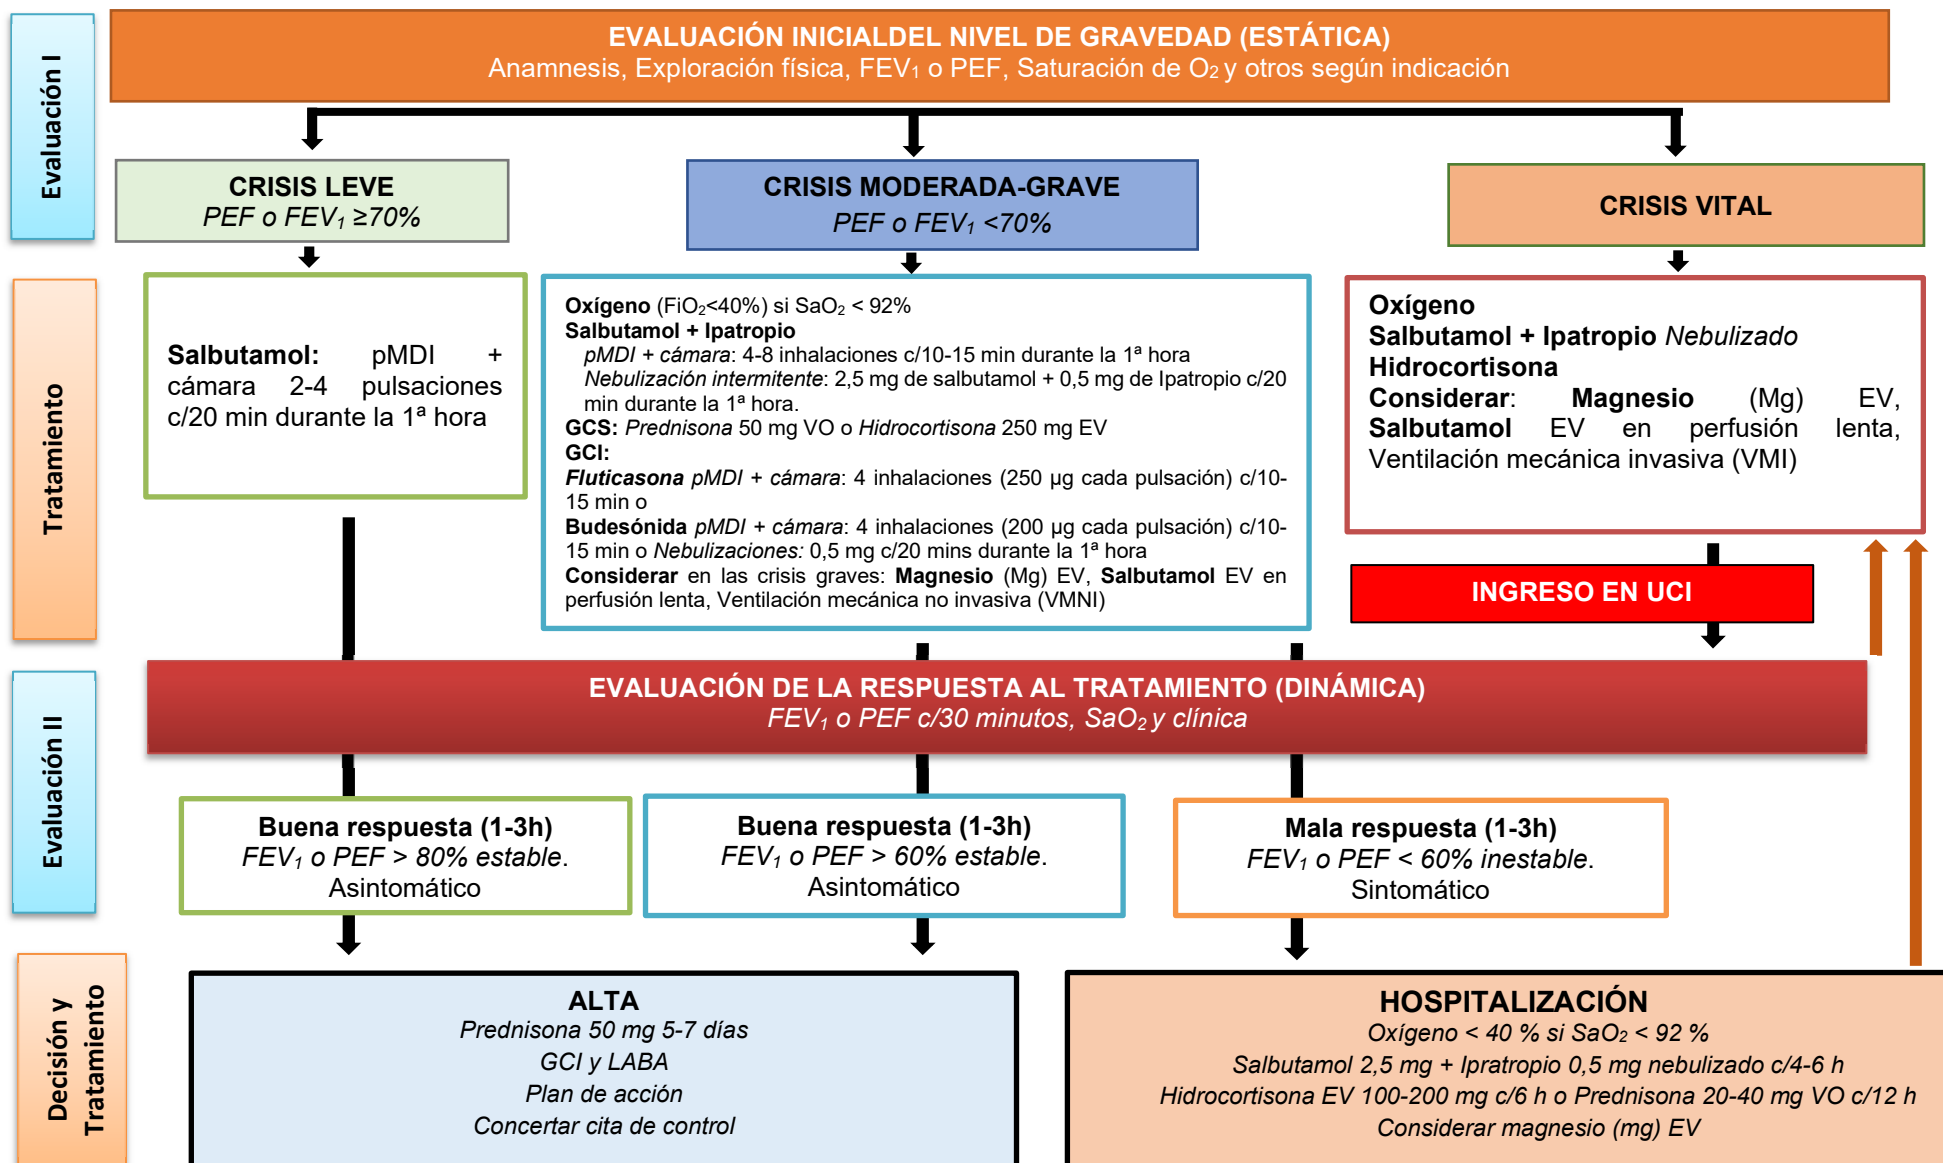 Evaluación I
EVALUACIÓN INICIALDEL NIVEL DE GRAVEDAD (ESTÁTICA)
Anamnesis, Exploración física, FEV₁ o PEF, Saturación de O₂ y otros según indicación
CRISIS LEVE
PEF o FEV₁ ≥70%
CRISIS MODERADA-GRAVE
PEF o FEV₁ <70%
CRISIS VITAL
Tratamiento
Salbutamol: pMDI +
cámara 2-4 pulsaciones
c/20 min durante la 1ª hora
Oxígeno (FiO₂<40%) si SaO₂ < 92%
Salbutamol + Ipatropio
pMDI + cámara: 4-8 inhalaciones c/10-15 min durante la 1ª hora
Nebulización intermitente: 2,5 mg de salbutamol + 0,5 mg de Ipatropio c/20
min durante la 1ª hora.
GCS: Prednisona 50 mg VO o Hidrocortisona 250 mg EV
GCI:
Fluticasona pMDI + cámara: 4 inhalaciones (250 µg cada pulsación) c/10-
15 min o
Budesónida pMDI + cámara: 4 inhalaciones (200 µg cada pulsación) c/10-
15 min o Nebulizaciones: 0,5 mg c/20 mins durante la 1ª hora
Considerar en las crisis graves: Magnesio (Mg) EV, Salbutamol EV en
perfusión lenta, Ventilación mecánica no invasiva (VMNI)
Oxígeno
Salbutamol + Ipatropio Nebulizado
Hidrocortisona
Considerar: Magnesio (Mg) EV,
Salbutamol EV en perfusión lenta,
Ventilación mecánica invasiva (VMI)
INGRESO EN UCI
Evaluación II
EVALUACIÓN DE LA RESPUESTA AL TRATAMIENTO (DINÁMICA)
FEV₁ o PEF c/30 minutos, SaO₂ y clínica
Buena respuesta (1-3h)
FEV₁ o PEF > 80% estable.
Asintomático
Buena respuesta (1-3h)
FEV₁ o PEF > 60% estable.
Asintomático
Mala respuesta (1-3h)
FEV₁ o PEF < 60% inestable.
Sintomático
Decisión y
Tratamiento
ALTA
Prednisona 50 mg 5-7 días
GCI y LABA
Plan de acción
Concertar cita de control
HOSPITALIZACIÓN
Oxígeno < 40 % si SaO₂ < 92 %
Salbutamol 2,5 mg + Ipratropio 0,5 mg nebulizado c/4-6 h
Hidrocortisona EV 100-200 mg c/6 h o Prednisona 20-40 mg VO c/12 h
Considerar magnesio (mg) EV